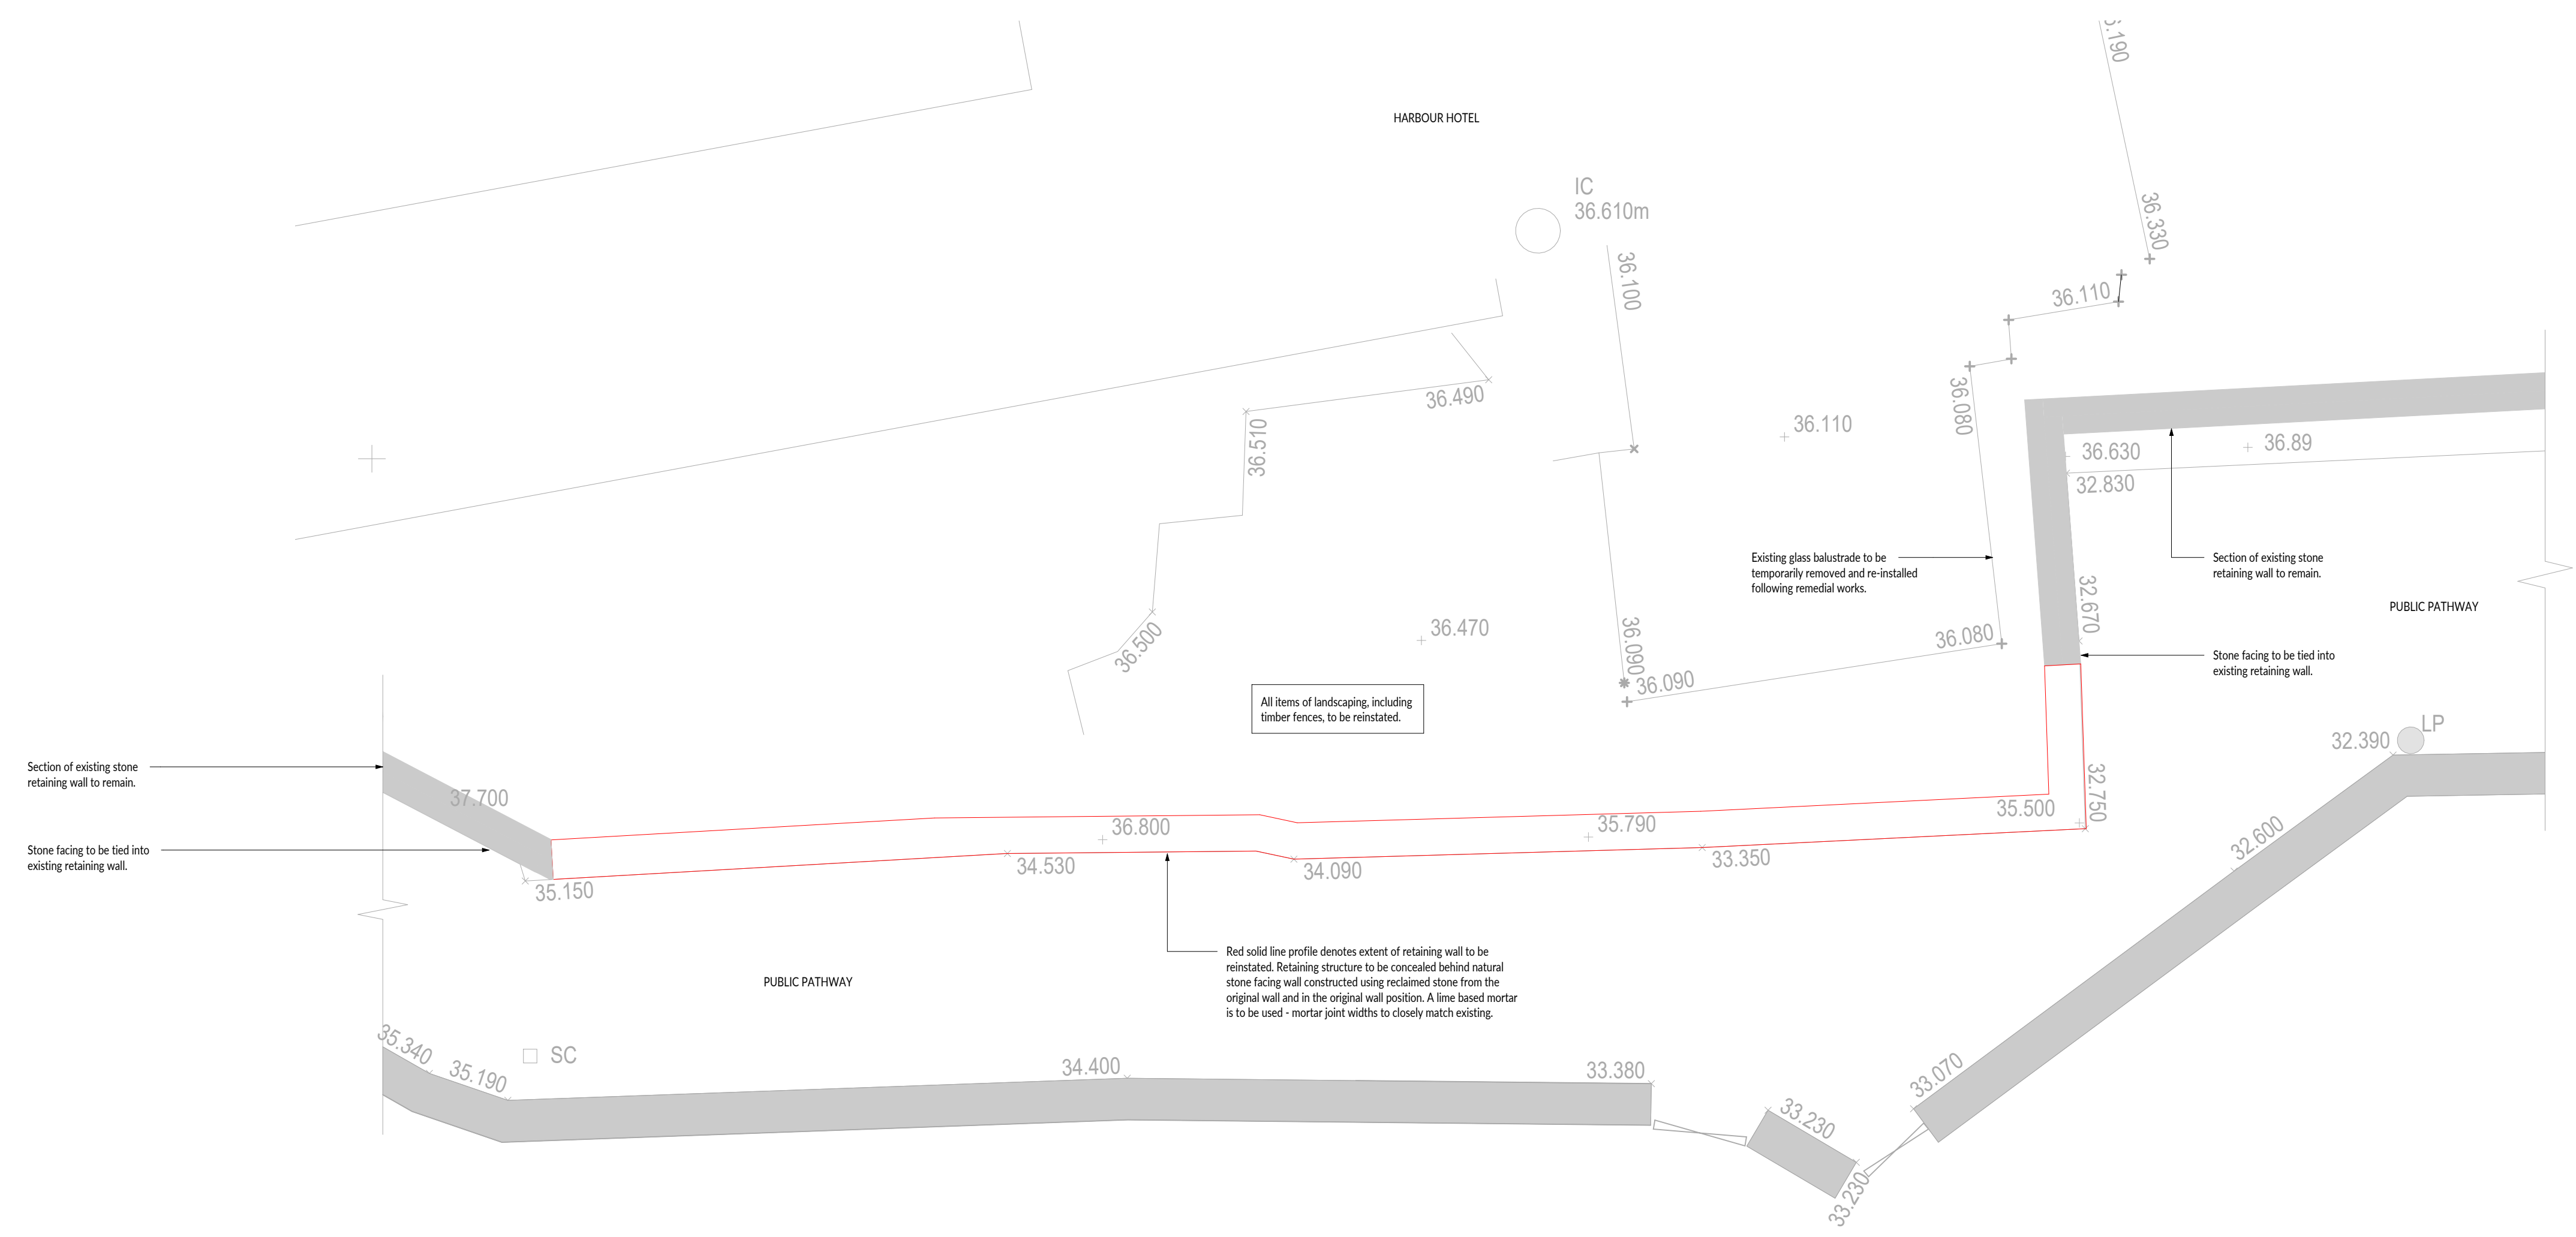 5.190
HARBOUR HOTEL
IC
36.610m
36.330
36.100
36.110
36.490
36.080
36.510
36.110
36.630
36.89
32.830
Existing glass balustrade to be
temporarily removed and re-installed
following remedial works.
Section of existing stone
retaining wall to remain.
32.670
PUBLIC PATHWAY
36.500
36.470
36.090
36.080
36.090
Stone facing to be tied into
existing retaining wall.
All items of landscaping, including
timber fences, to be reinstated.
LP
32.390
Section of existing stone
retaining wall to remain.
37.700
32.750
35.500
36.800
35.790
32.600
Stone facing to be tied into
existing retaining wall.
34.530
34.090
33.350
35.150
Red solid line profile denotes extent of retaining wall to be
reinstated. Retaining structure to be concealed behind natural
stone facing wall constructed using reclaimed stone from the
original wall and in the original wall position. A lime based mortar
is to be used - mortar joint widths to closely match existing.
PUBLIC PATHWAY
35.340
SC
35.190
34.400
33.380
33.070
33.230
33.230